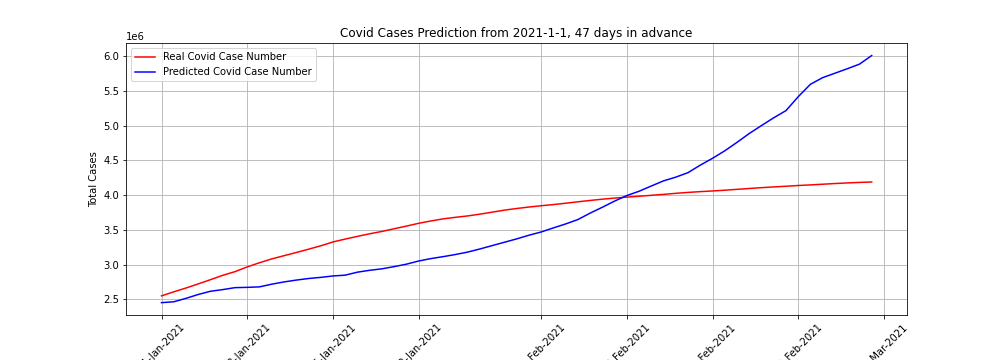 Covid Cases Prediction from 2021-1-1, 47 days in advance
1e6
Real Covid Case Number
Predicted Covid Case Number
6.0
5.5
5.0
4.5
4.0
3.5
3.0
2.5
Total Cases
-Jan-2021
-Jan-2021
-Jan-2021
-Jan-2021
Feb-2021
-Feb-2021
-Feb-2021
-Feb-2021
Mar-2021